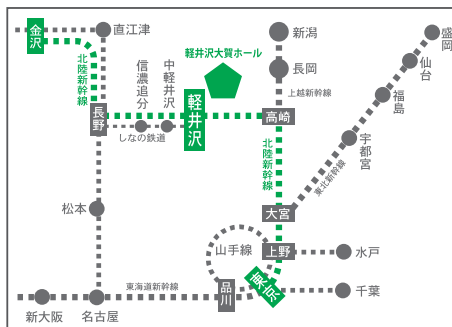 金沢
直江津
北陸新幹線
信濃追分
中軽井沢
軽井沢大賀ホール
新潟
長岡
上越新幹線
盛岡
仙台
福島
宇都宮
東北新幹線
長野
しなの鉄道
軽井沢
高崎
北陸新幹線
松本
大宮
山手線
上野
水戸
東京
千葉
品川
東海道新幹線
新大阪
名古屋